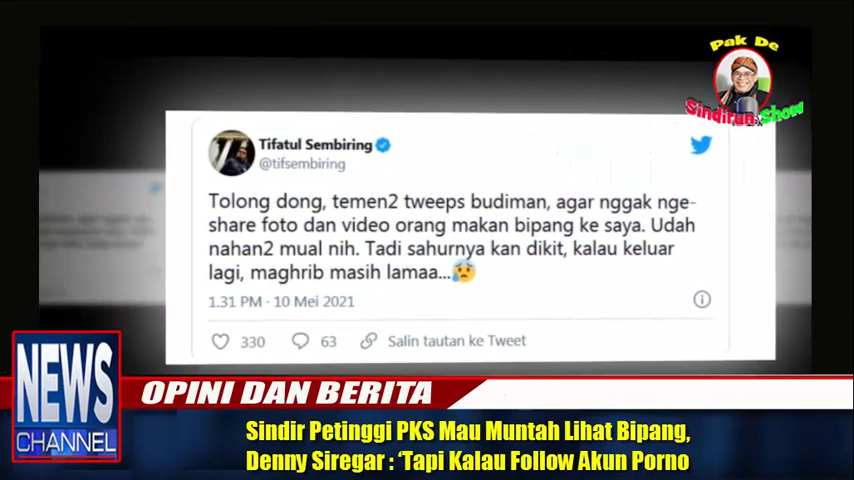 Pak De
Sindirun Show
Tifatul Sembiring
@tifsembiring
Tolong dong, temen2 tweeps budiman, agar nggak nge-
share foto dan video orang makan bipang ke saya. Udah
nahan2 mual nih. Tadi sahurnya kan dikit, kalau keluar
lagi, maghrib masih lamaa...😰
1.31 PM · 10 Mei 2021
330 63 Salin tautan ke Tweet
NEWS
CHANNEL
OPINI DAN BERITA
Sindir Petinggi PKS Mau Muntah Lihat Bipang,
Denny Siregar : ‘Tapi Kalau Follow Akun Porno